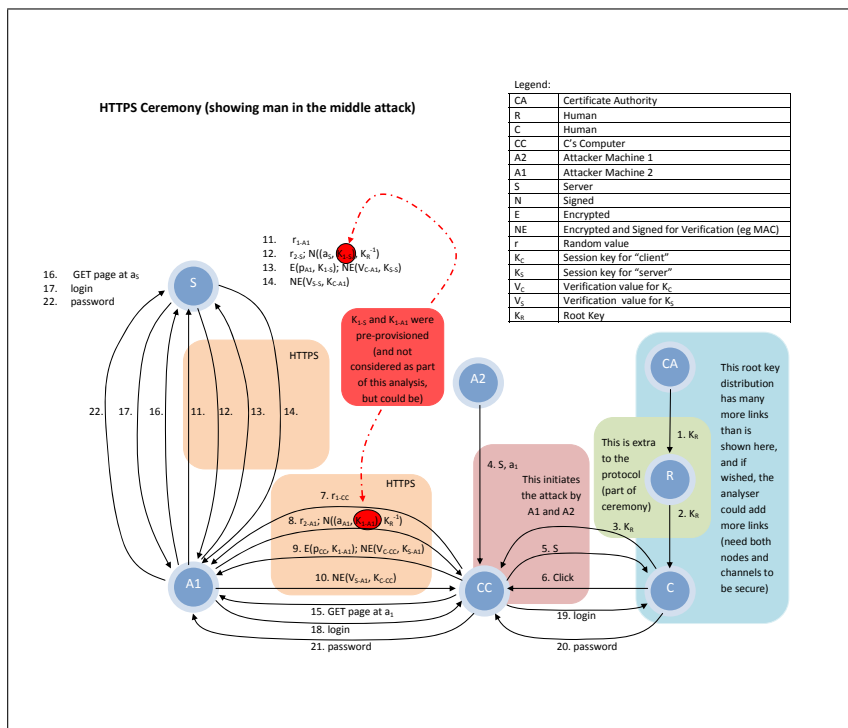 HTTPS Ceremony (showing man in the middle attack)
Legend:
CA Certificate Authority
R Human
C Human
CC C's Computer
A2 Attacker Machine 1
A1 Attacker Machine 2
S Server
N Signed
E Encrypted
NE Encrypted and Signed for Verification (eg MAC)
r Random value
KC Session key for "client"
KS Session key for "server"
VC Verification value for KC
VS Verification value for KS
KR Root Key
11. r1-A1
12. r2-S; N((aS, K1-S), KR-1)
13. E(pA1, K1-S); NE(VC-A1, KS-S)
14. NE(VS-S, KC-A1)
16. GET page at aS
17. login
22. password
S
HTTPS
K1-S and K1-A1 were
pre-provisioned
(and not
considered as part
of this analysis,
but could be)
A2
CA
This root key
distribution
has many
more links
than is
shown here,
and if
wished, the
analyser
could add
more links
(need both
nodes and
channels to
be secure)
22. 17. 16. 11. 12. 13. 14.
1. KR
This is extra
to the
protocol
(part of
ceremony)
R
2. KR
4. S, a1
This initiates
the attack by
A1 and A2
HTTPS
7. r1-CC
8. r2-A1; N((aA1, K1-A1), KR-1)
9. E(pCC, K1-A1); NE(VC-CC, KS-A1)
10. NE(VS-A1, KC-CC)
3. KR
5. S
6. Click
A1
CC
C
15. GET page at a1
18. login
21. password
19. login
20. password